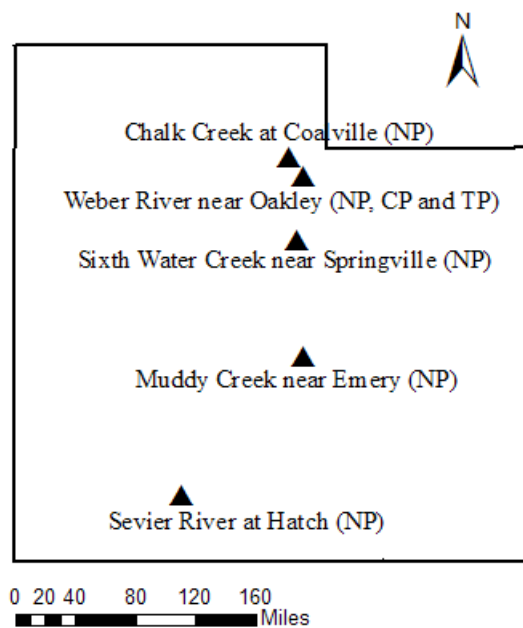 N
Chalk Creek at Coalville (NP)
Weber River near Oakley (NP, CP and TP)
Sixth Water Creek near Springville (NP)
Muddy Creek near Emery (NP)
Sevier River at Hatch (NP)
0 20 40 80 120 160
Miles